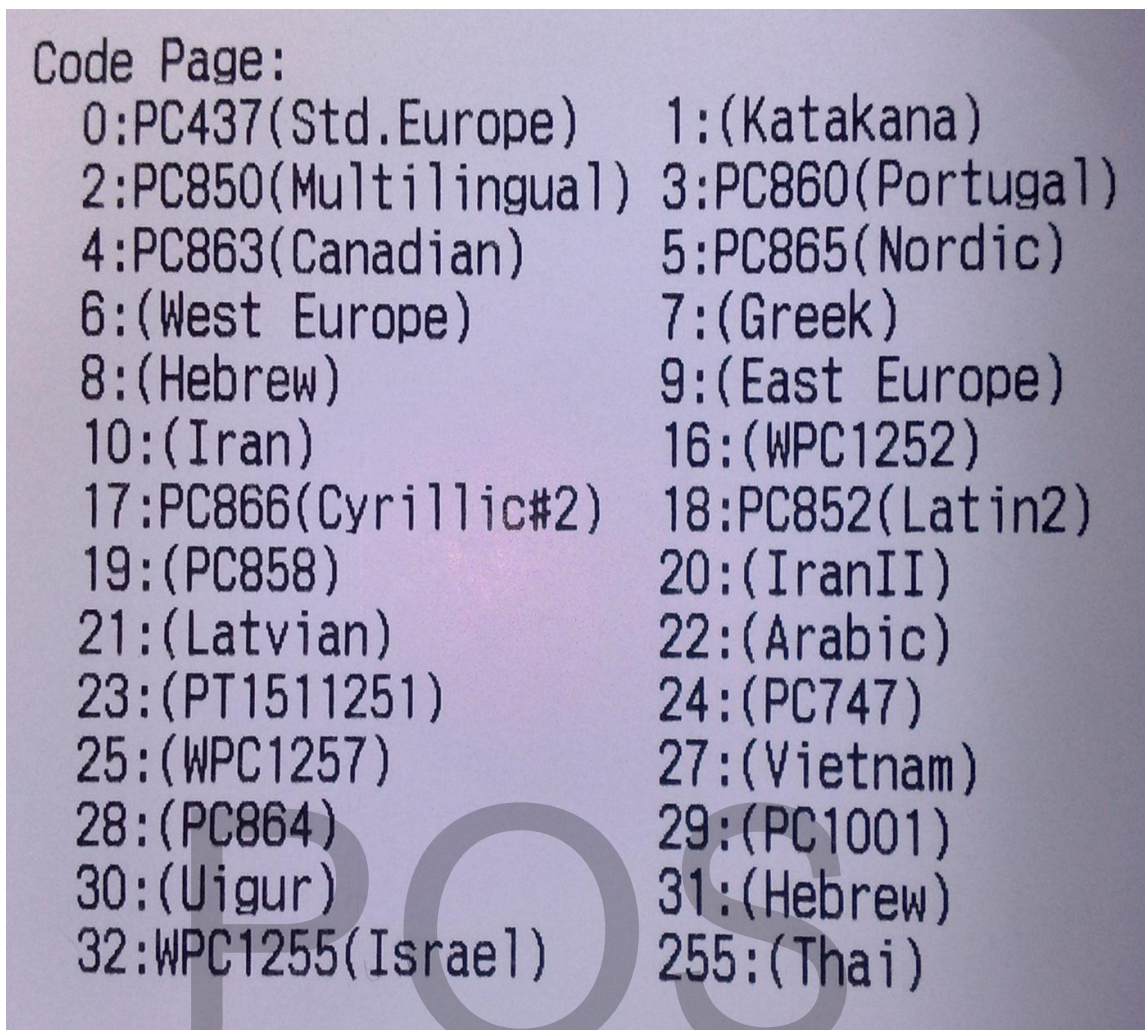 Code Page:
0:PC437(Std.Europe) 1:(Katakana)
2:PC850(Multilingual) 3:PC860(Portugal)
4:PC863(Canadian) 5:PC865(Nordic)
6:(West Europe) 7:(Greek)
8:(Hebrew) 9:(East Europe)
10:(Iran) 16:(WPC1252)
17:PC866(Cyrillic#2) 18:PC852(Latin2)
19:(PC858) 20:(IranII)
21:(Latvian) 22:(Arabic)
23:(PT1511251) 24:(PC747)
25:(WPC1257) 27:(Vietnam)
28:(PC864) 29:(PC1001)
30:(Uigur) 31:(Hebrew)
32:WPC1255(Israel) 255:(Thai)
POS